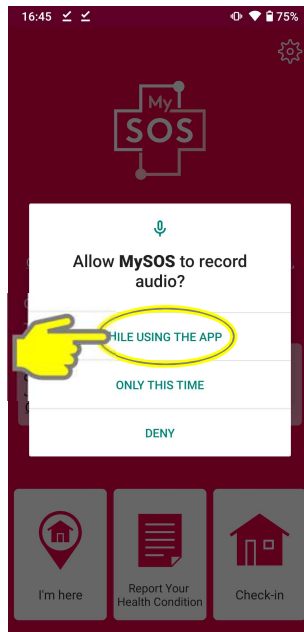 16:45
75%
My
SOS
Allow MySOS to record
audio?
HILE USING THE APP
ONLY THIS TIME
DENY
I'm here
Report Your
Health Condition
Check-in